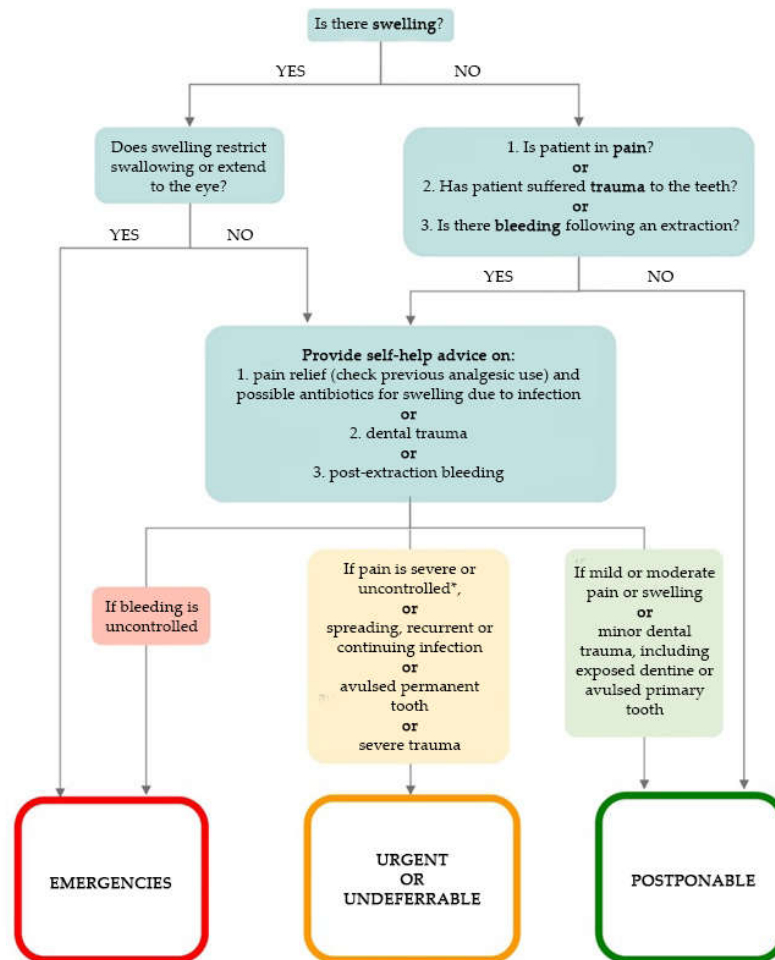 Is there swelling?
YES
NO
Does swelling restrict
swallowing or extend
to the eye?
1. Is patient in pain?
or
2. Has patient suffered trauma to the teeth?
or
3. Is there bleeding following an extraction?
YES
NO
YES
NO
Provide self-help advice on:
1. pain relief (check previous analgesic use) and
possible antibiotics for swelling due to infection
or
2. dental trauma
or
3. post-extraction bleeding
If bleeding is
uncontrolled
If pain is severe or
uncontrolled*,
or
spreading, recurrent or
continuing infection
or
avulsed permanent
tooth
or
severe trauma
If mild or moderate
pain or swelling
or
minor dental
trauma, including
exposed dentine or
avulsed primary
tooth
EMERGENCIES
URGENT
OR
UNDEFERRABLE
POSTPONABLE